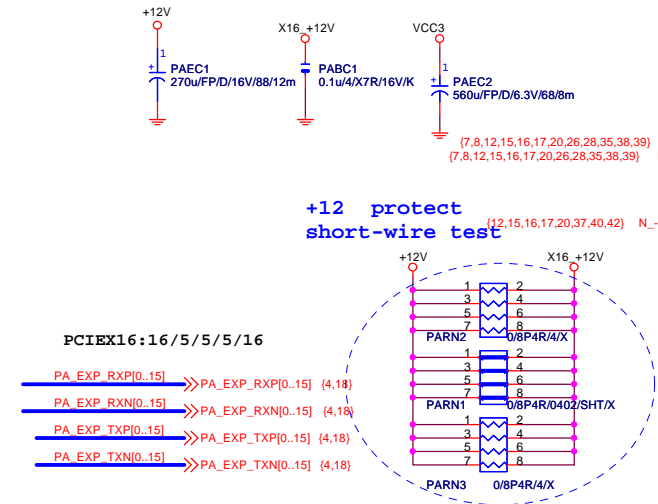 +12V
X16_+12V
VCC3
1
+
PAEC1
270u/FP/D/16V/88/12m
PABC1
0.1u/4/X7R/16V/K
1
+
PAEC2
560u/FP/D/6.3V/68/8m
{7,8,12,15,16,17,20,26,28,35,38,39}
{7,8,12,15,16,17,20,26,28,35,38,39}
+12 protect
short-wire test
{12,15,16,17,20,37,40,42} N_-
+12V
X16_+12V
1 2
3 4
5 6
7 8
PARN2 0/8P4R/4/X
1 2
3 4
5 6
7 8
PARN1 0/8P4R/0402/SHT/X
1 2
3 4
5 6
7 8
PARN3 0/8P4R/4/X
PCIEX16:16/5/5/5/16
PA_EXP_RXP[0..15] PA_EXP_RXP[0..15] {4,18}
PA_EXP_RXN[0..15] PA_EXP_RXN[0..15] {4,18}
PA_EXP_TXP[0..15] PA_EXP_TXP[0..15] {4,18}
PA_EXP_TXN[0..15] PA_EXP_TXN[0..15] {4,18}